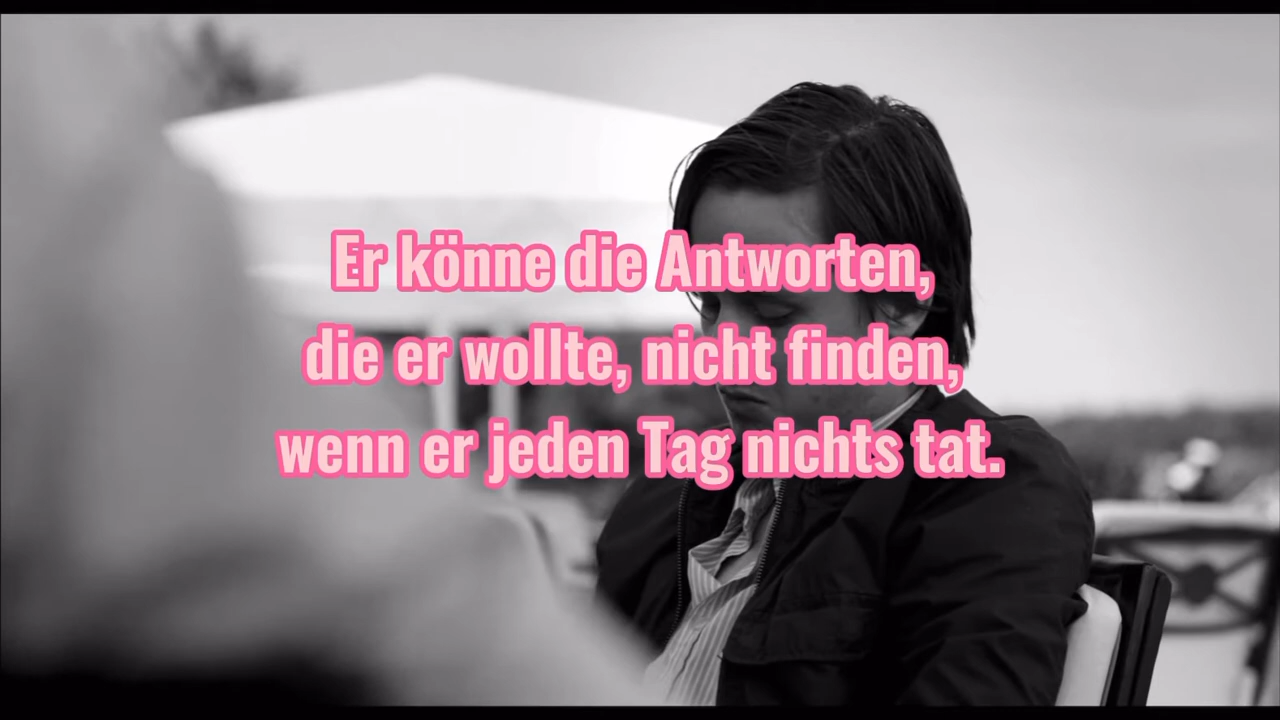 Er könne die Antworten,
die er wollte, nicht finden,
wenn er jeden Tag nichts tat.